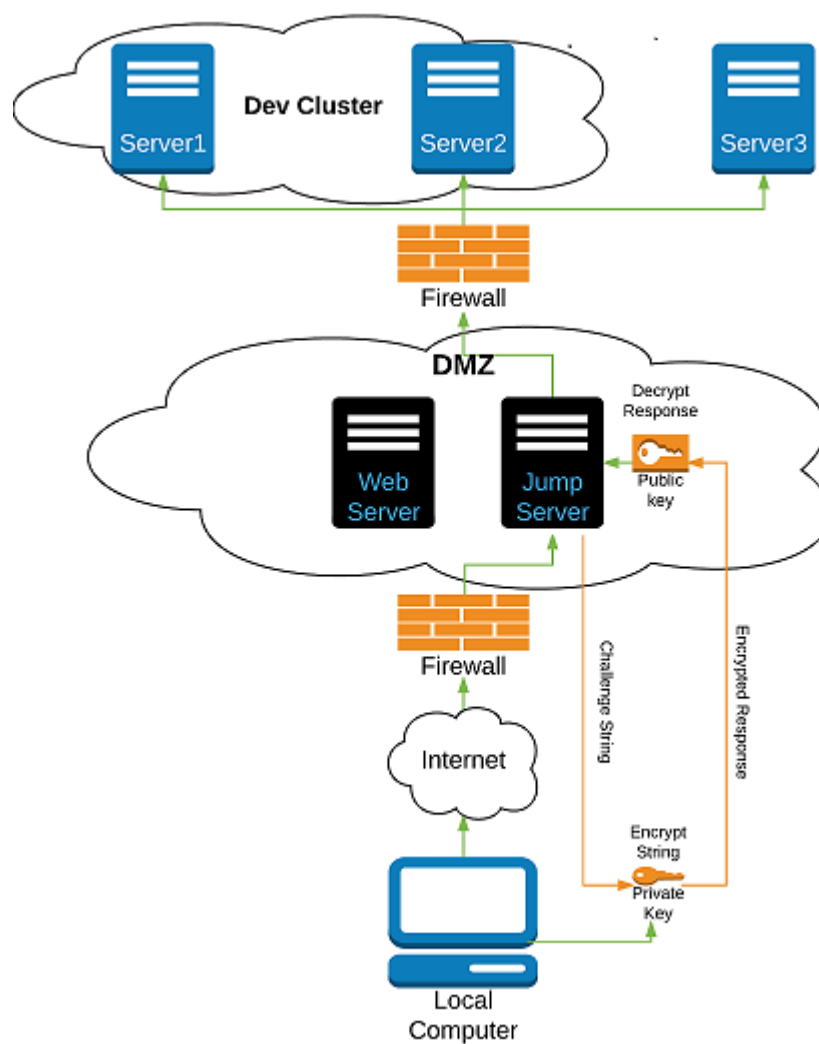 Dev Cluster
Server1
Server2
Server3
Firewall
DMZ
Decrypt
Response
Web
Server
Jump
Server
Public
key
Firewall
Challenge String
Encrypted Response
Internet
Encrypt
String
Private
Key
Local
Computer